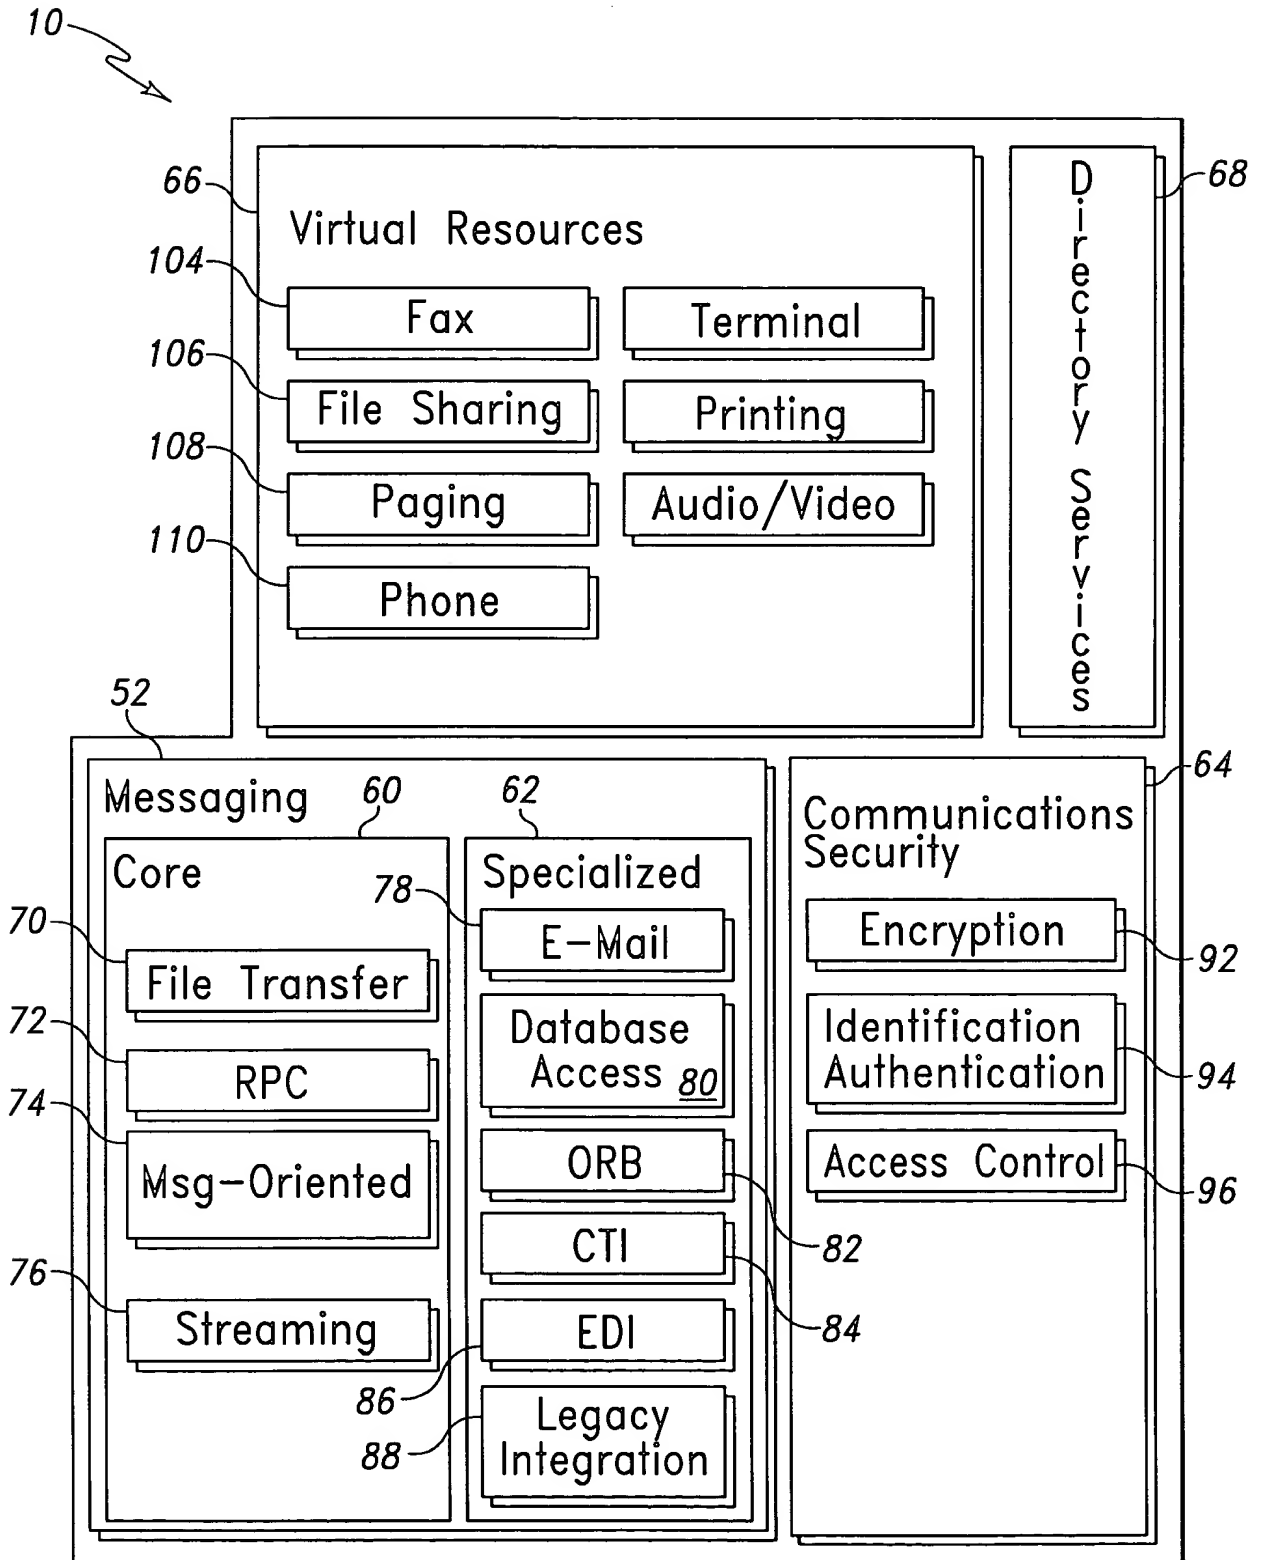 10
66
Virtual Resources
68
Directory Services
104
Fax
Terminal
106
File Sharing
Printing
108
Paging
Audio/Video
110
Phone
52
Messaging
60
Core
70
File Transfer
72
RPC
74
Msg-Oriented
76
Streaming
62
Specialized
78
E-Mail
Database
Access 80
ORB
82
CTI
84
EDI
86
Legacy
Integration
88
64
Communications
Security
Encryption
92
Identification
Authentication
94
Access Control
96